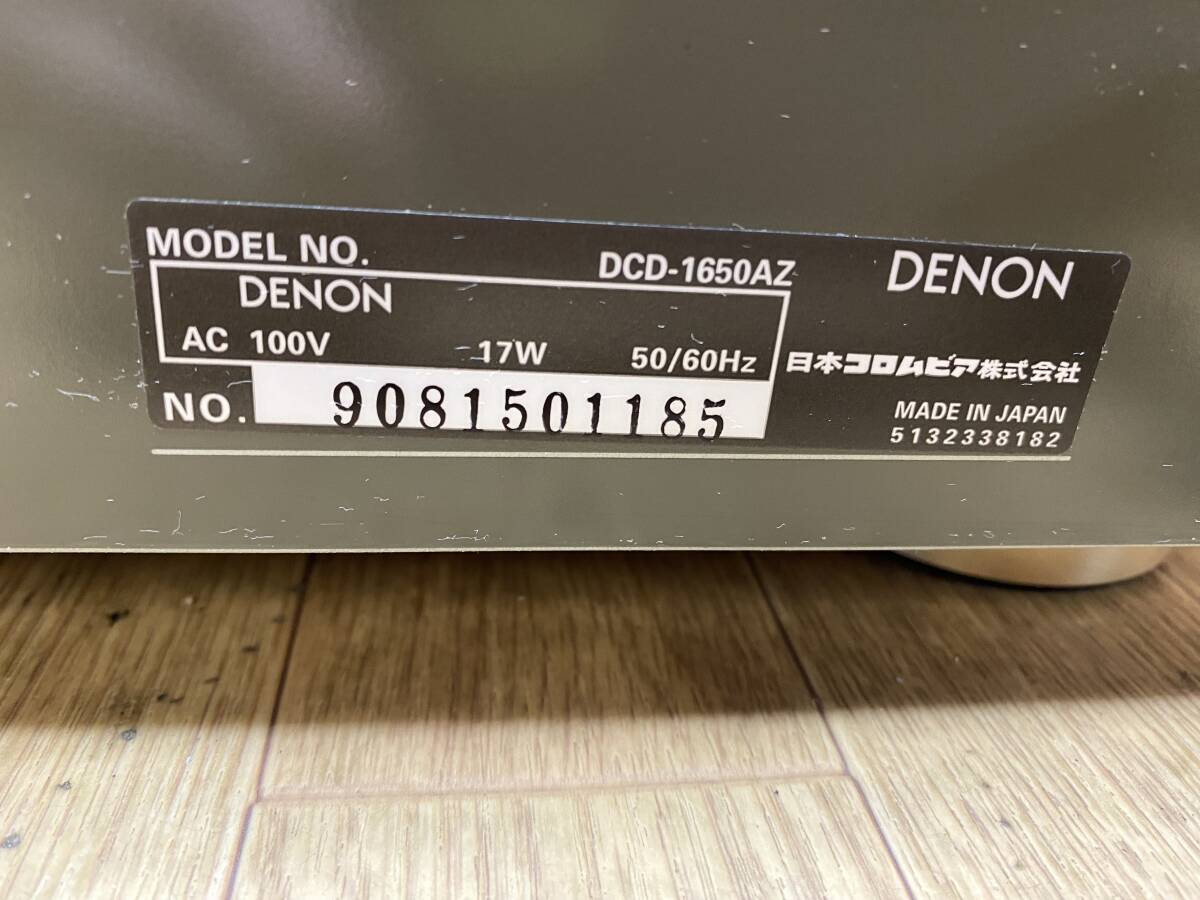 MODEL NO. DCD-1650AZ
DENON
AC 100V 17W 50/60Hz
NO. 9081501185
DENON
日本コロムビア株式会社
MADE IN JAPAN
5132338182